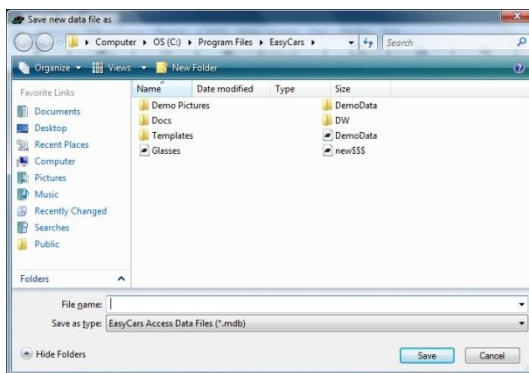 Save new data file as
Computer ▸ OS (C:) ▸ Program Files ▸ EasyCars ▸
Search
Organize
Views
New Folder
Favorite Links
Documents
Desktop
Recent Places
Computer
Pictures
Music
Recently Changed
Searches
Public
Folders
Name Date modified Type Size
Demo Pictures DemoData
Docs DW
Templates DemoData
Glasses new$$$
File name:
Save as type: EasyCars Access Data Files (*.mdb)
Hide Folders
Save Cancel